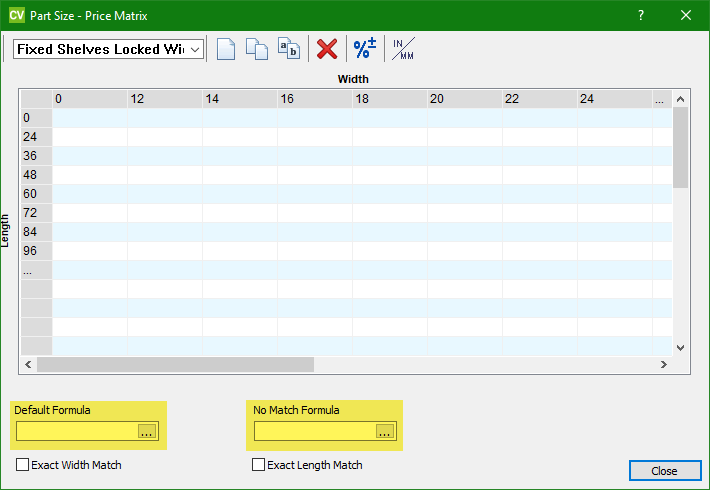 CV Part Size - Price Matrix ? ×
Fixed Shelves Locked Wi a b % ± IN/MM
Width
0 12 14 16 18 20 22 24 ...
0
24
36
48
60
72
84
96
...
Length
Default Formula No Match Formula
... ...
Exact Width Match Exact Length Match
Close